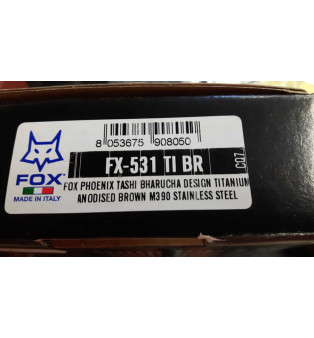 8 053675 908050
FX-531 TI BR
C07
FOX
MADE IN ITALY
FOX PHOENIX TASHI BHARUCHA DESIGN TITANIUM
ANODISED BROWN M390 STAINLESS STEEL